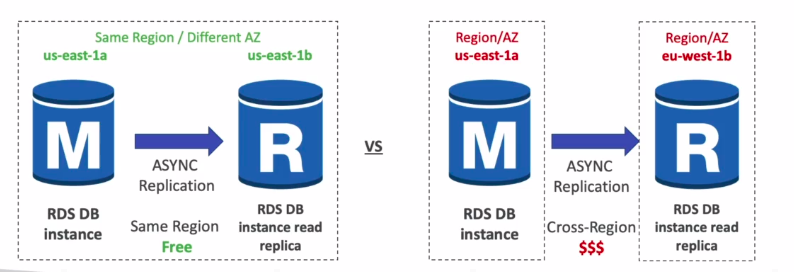 Same Region / Different AZ
us-east-1a
us-east-1b
M
R
ASYNC
Replication
RDS DB
instance
Same Region
Free
RDS DB
instance read
replica
vs
Region/AZ
us-east-1a
Region/AZ
eu-west-1b
M
R
ASYNC
Replication
RDS DB
instance
Cross-Region
$$$
RDS DB
instance read
replica